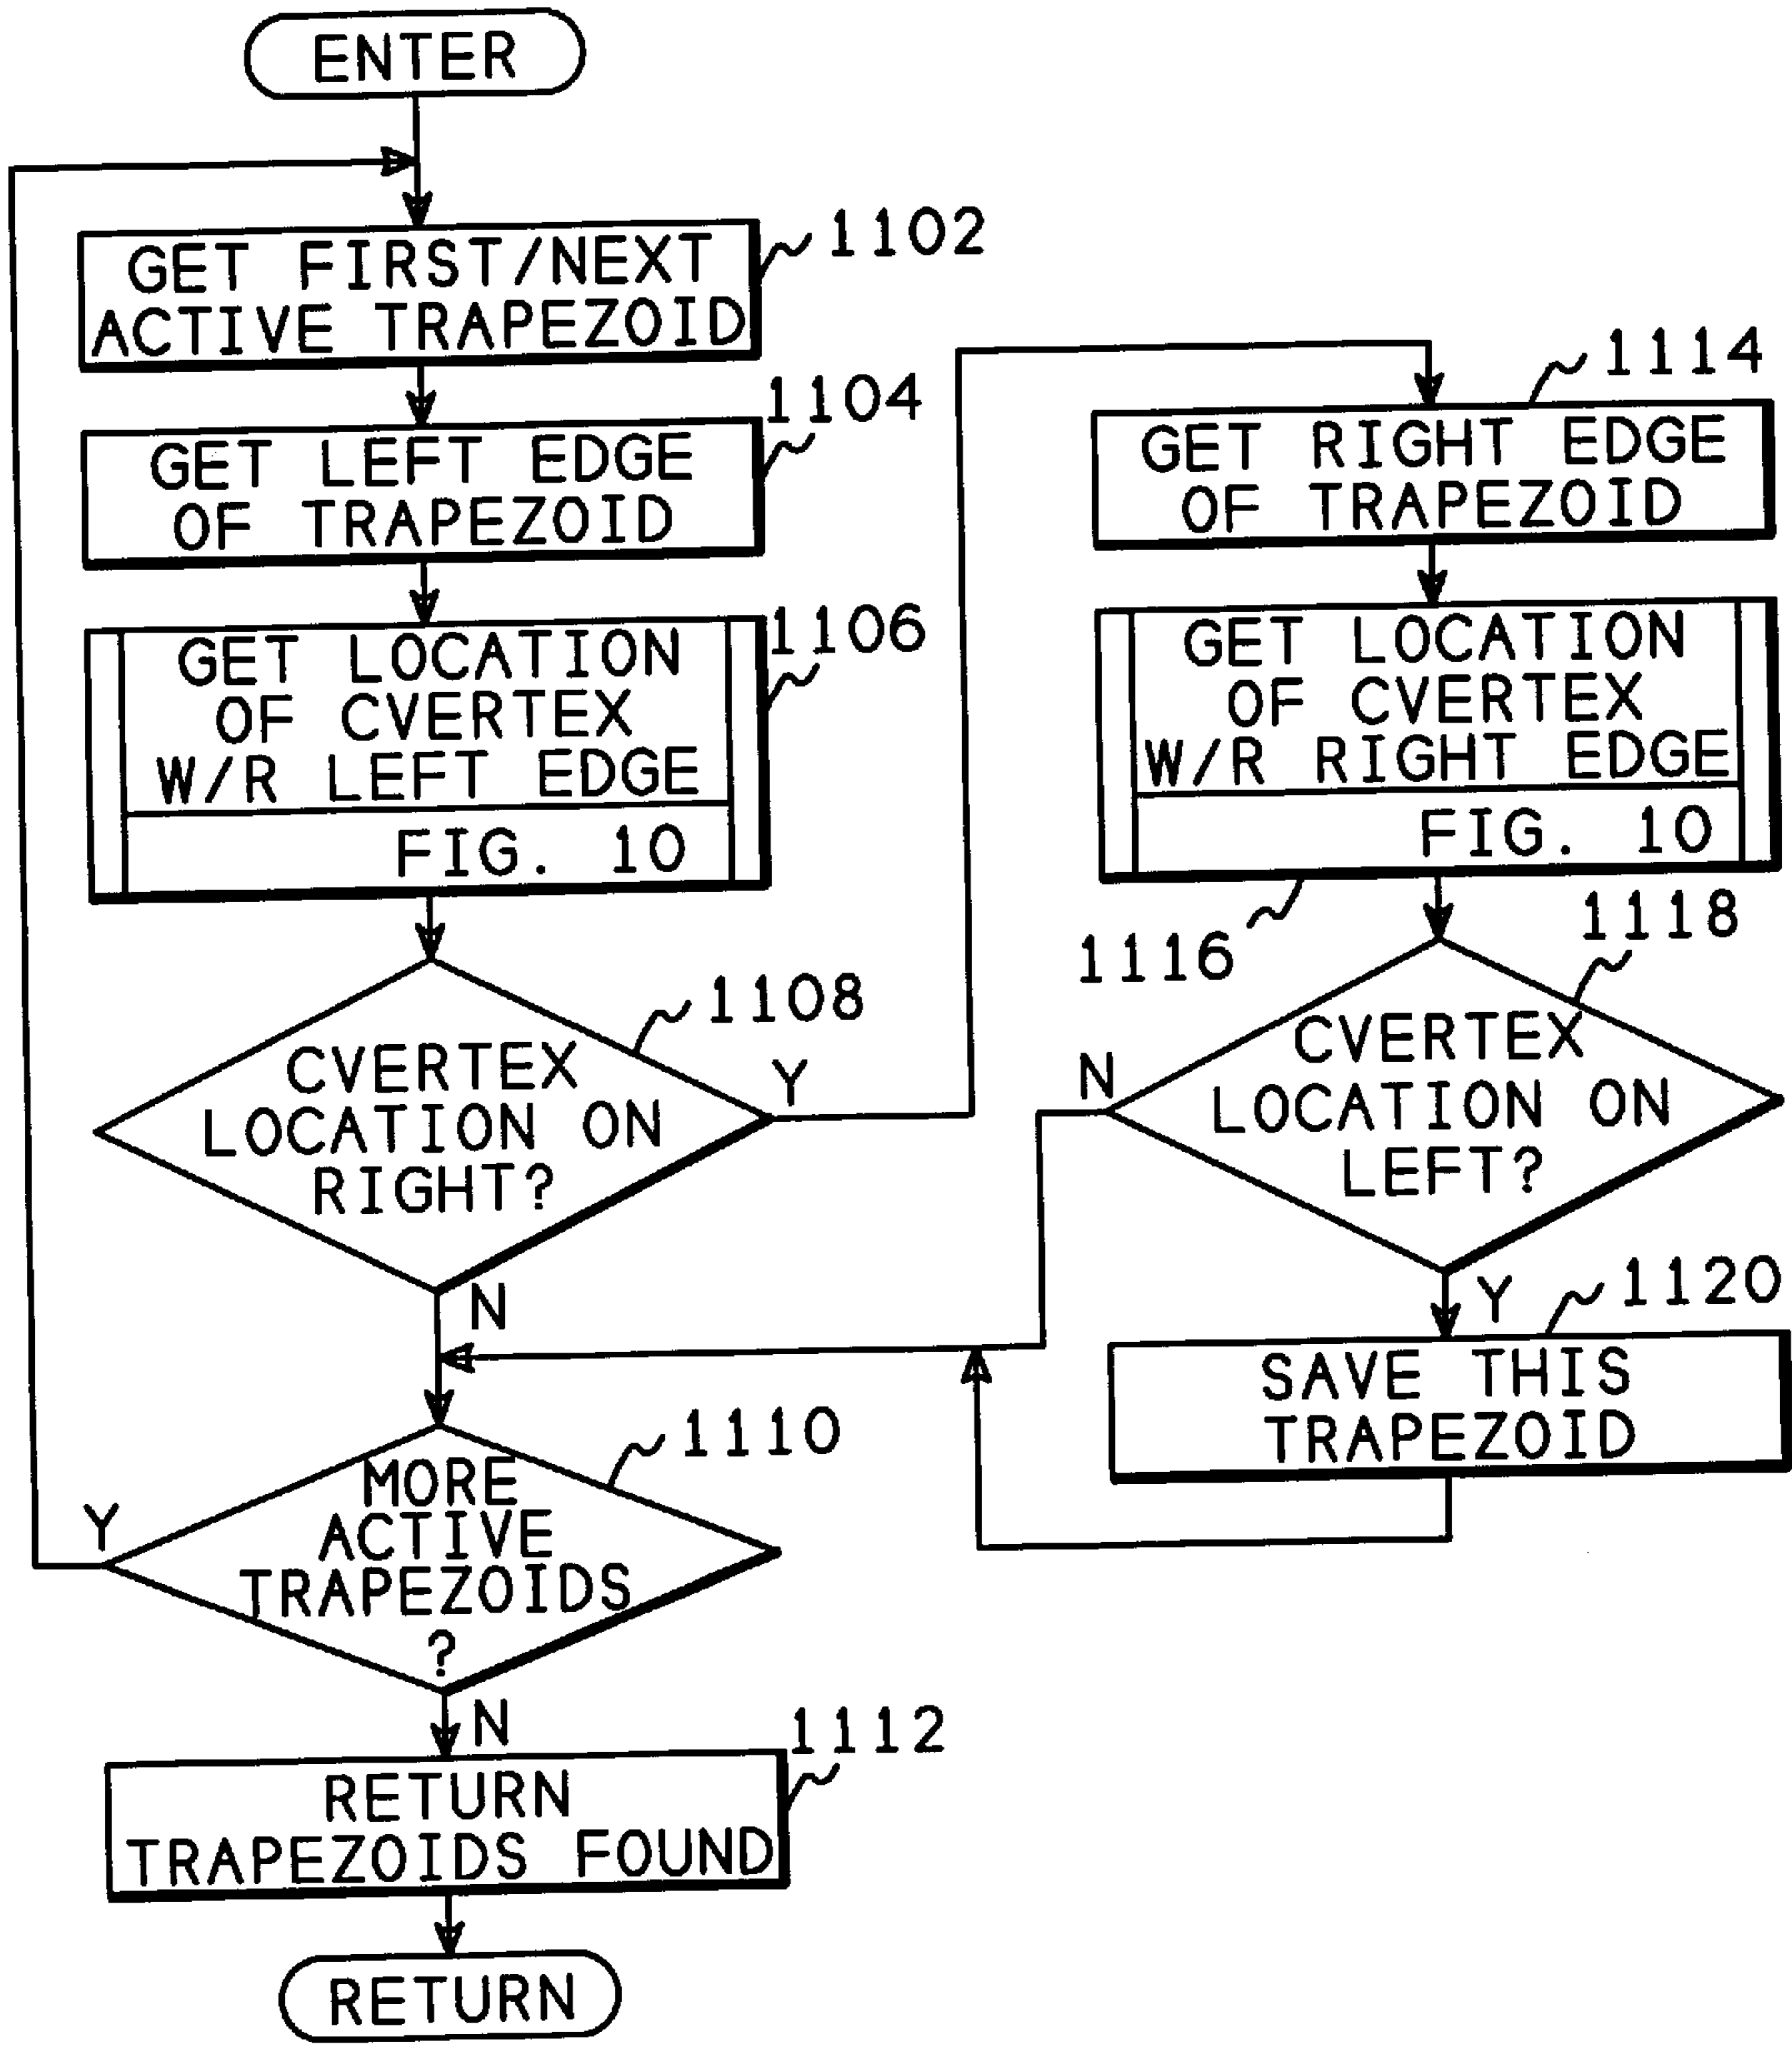 ENTER
GET FIRST/NEXT
ACTIVE TRAPEZOID
1102
GET LEFT EDGE
OF TRAPEZOID
1104
GET LOCATION
OF CVERTEX
W/R LEFT EDGE
FIG. 10
1106
CVERTEX
LOCATION ON
RIGHT?
1108
Y
N
MORE
ACTIVE
TRAPEZOIDS
?
1110
Y
N
RETURN
TRAPEZOIDS FOUND
1112
RETURN
GET RIGHT EDGE
OF TRAPEZOID
1114
GET LOCATION
OF CVERTEX
W/R RIGHT EDGE
FIG. 10
1116
CVERTEX
LOCATION ON
LEFT?
1118
N
Y
SAVE THIS
TRAPEZOID
1120